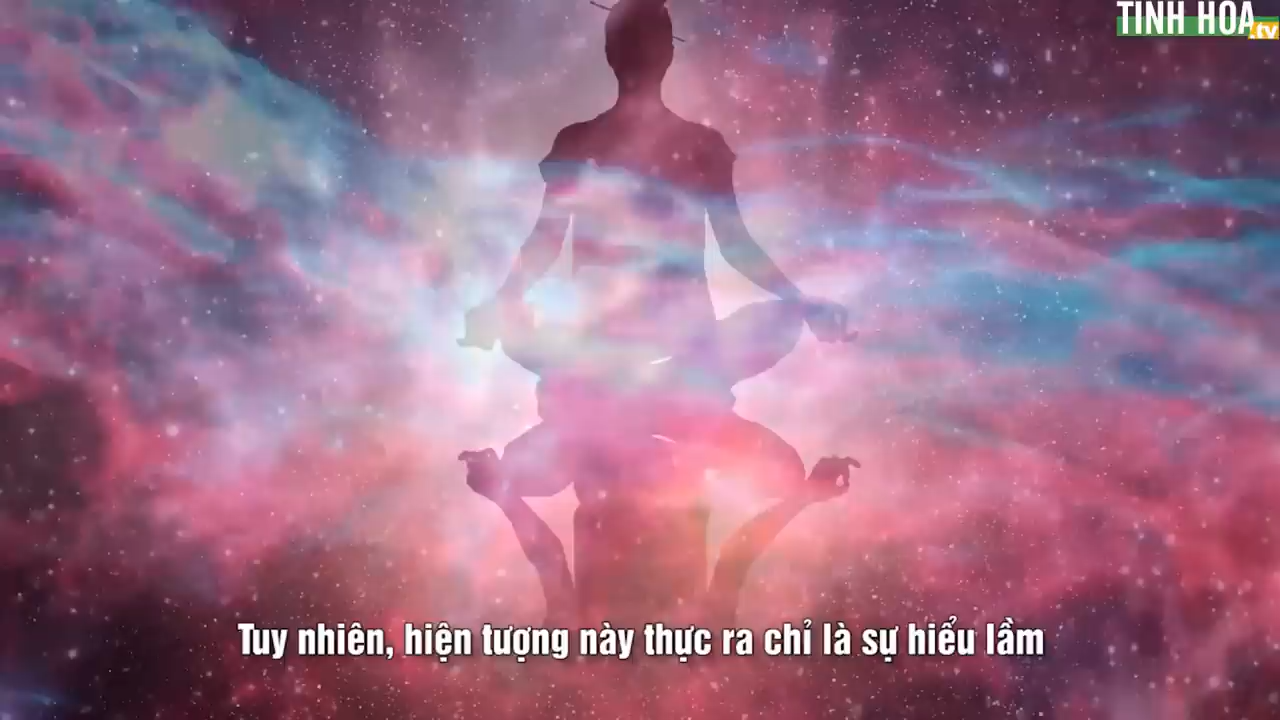 TINH HOA
.tv
Tuy nhiên, hiện tượng này thực ra chỉ là sự hiểu lầm